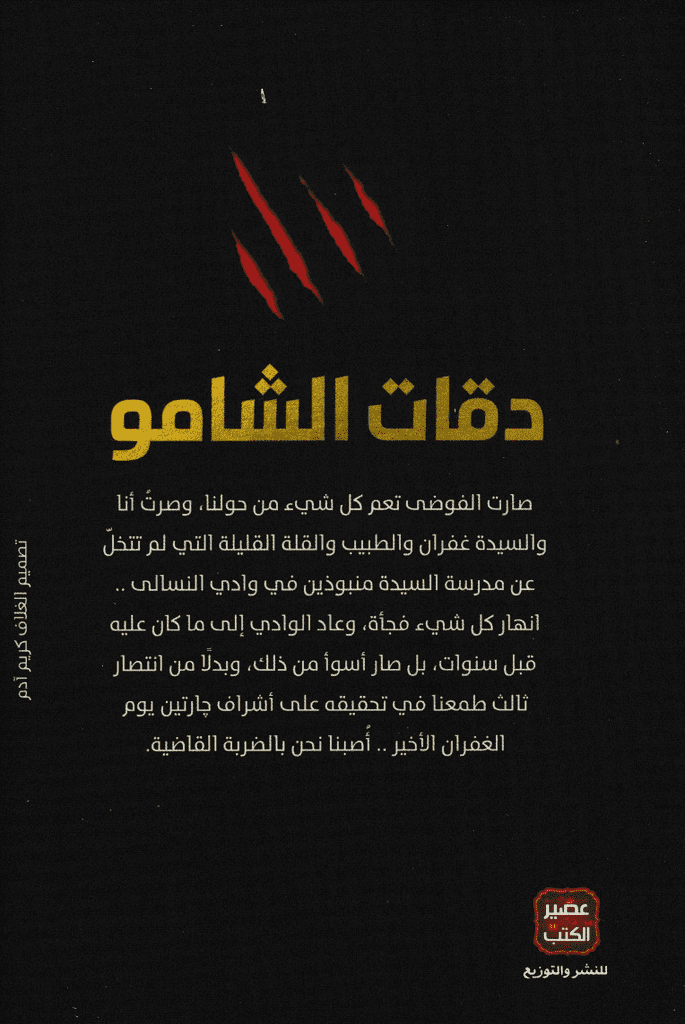 دقات الشامو
صارت الفوضى تعم كل شيء من حولنا، وصرتُ أنا
والسيدة غفران والطبيب والقلة القليلة التي لم تتخلّ
عن مدرسة السيدة منبوذين في وادي النسالى ..
انهار كل شيء فجأة، وعاد الوادي إلى ما كان عليه
قبل سنوات، بل صار أسوأ من ذلك، وبدلًا من انتصار
ثالث طمعنا في تحقيقه على أشراف چارتين يوم
الغفران الأخير .. أُصبنا نحن بالضربة القاضية.
تصميم الغلاف كريم آدم
عصير
الكتب
للنشر والتوزيع